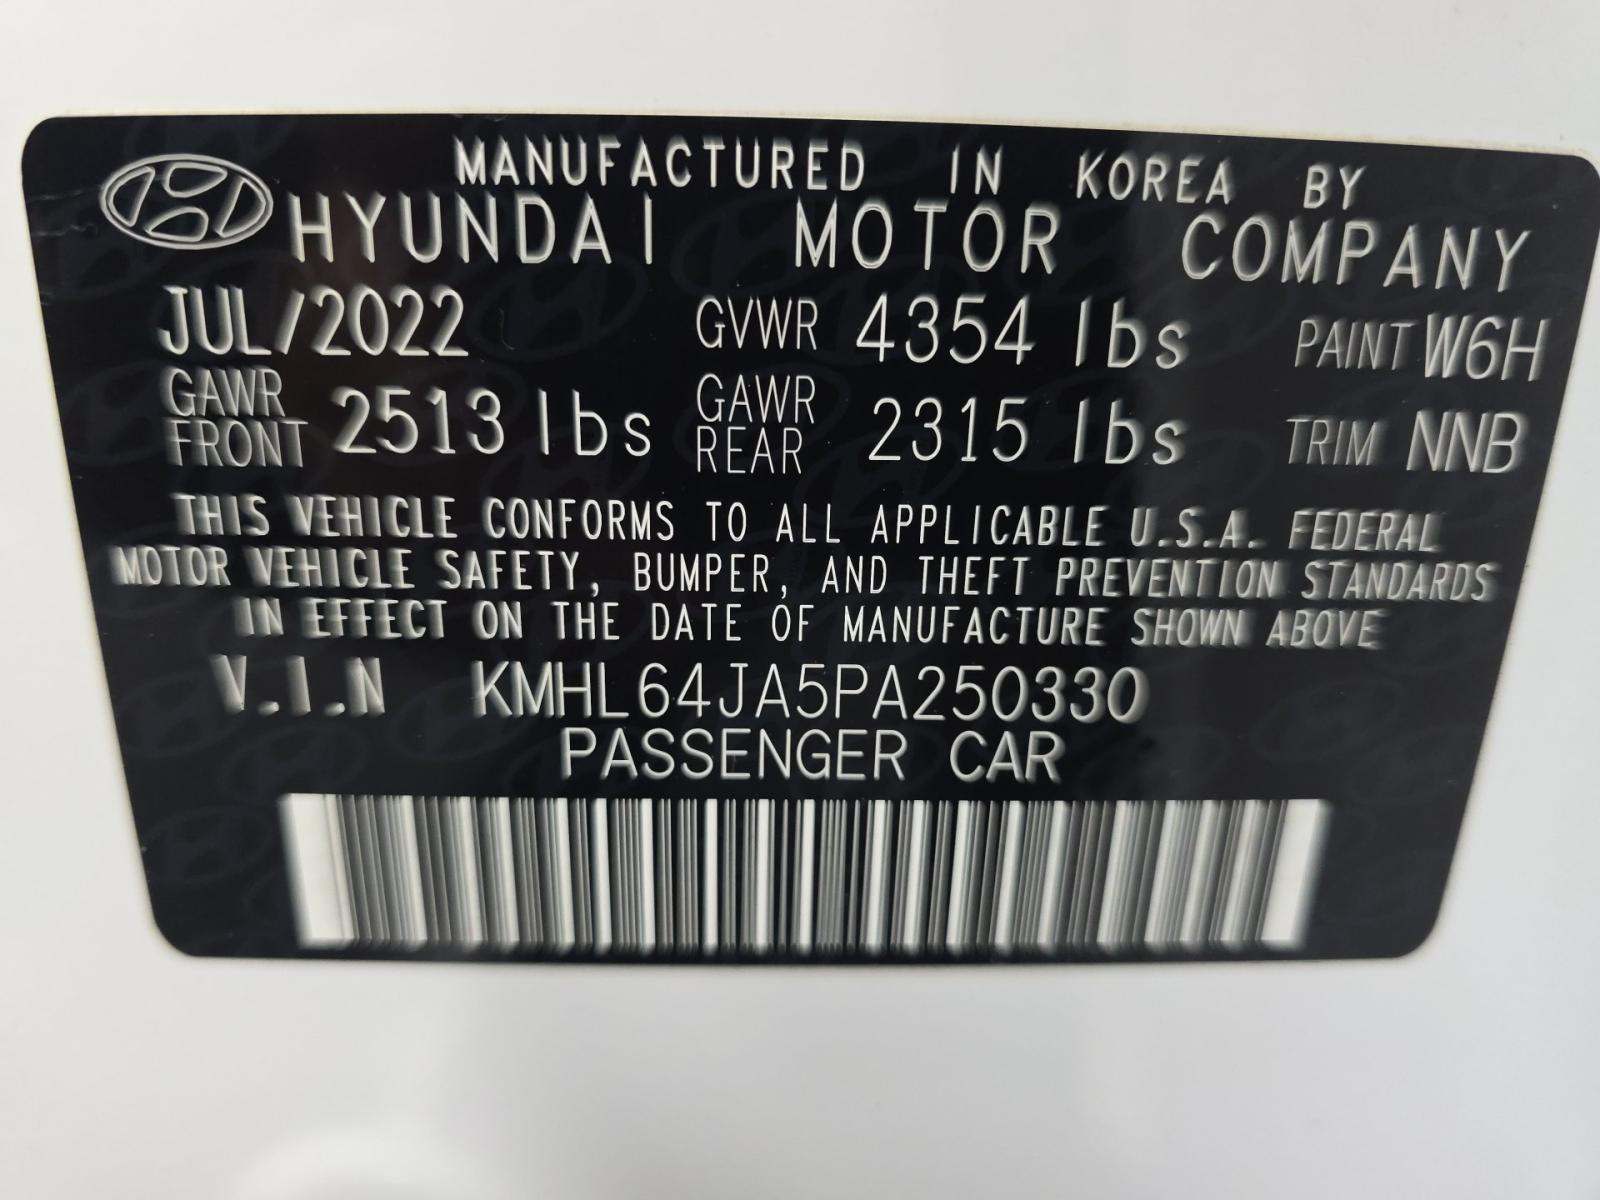 MANUFACTURED IN KOREA BY
HYUNDAI MOTOR COMPANY
JUL/2022 GVWR 4354 lbs PAINT W6H
GAWR FRONT 2513 lbs GAWR REAR 2315 lbs TRIM NNB
THIS VEHICLE CONFORMS TO ALL APPLICABLE U.S.A. FEDERAL
MOTOR VEHICLE SAFETY, BUMPER, AND THEFT PREVENTION STANDARDS
IN EFFECT ON THE DATE OF MANUFACTURE SHOWN ABOVE
V.I.N KMHL64JA5PA250330
PASSENGER CAR